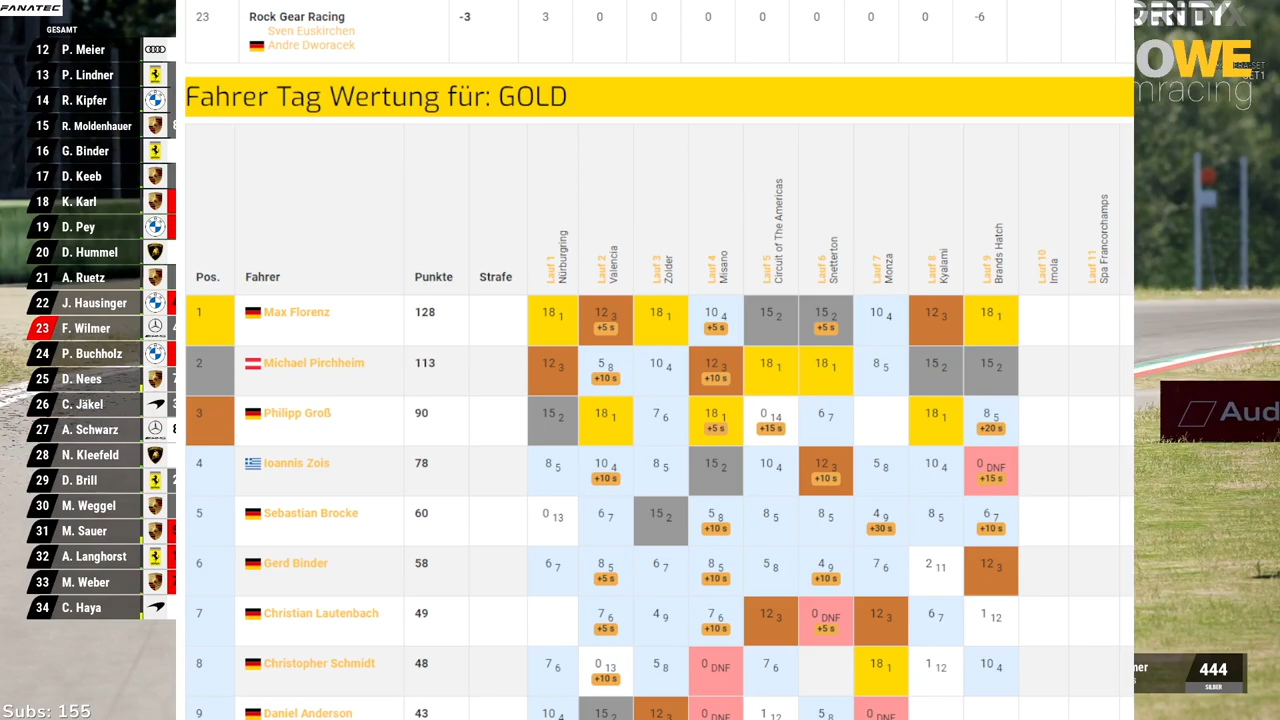 FANATEC
GESAMT
12 P. Meier
13 P. Lindner
14 R. Kipfer
15 R. Moldenhauer
16 G. Binder
17 D. Keeb
18 K. Karl
19 D. Pey
20 D. Hummel
21 A. Ruetz
22 J. Hausinger
23 F. Wilmer
24 P. Buchholz
25 D. Nees
26 C. Jäkel
27 A. Schwarz
28 N. Kleefeld
29 D. Brill
30 M. Weggel
31 M. Sauer
32 A. Langhorst
33 M. Weber
34 C. Haya
Subs: 155
23 Rock Gear Racing -3 3 0 0 0 0 0 0 0 -6
Sven Euskirchen
Andre Dworacek
Fahrer Tag Wertung für: GOLD
Pos. Fahrer Punkte Strafe
Lauf 1 Nürburgring
Lauf 2 Valencia
Lauf 3 Zolder
Lauf 4 Misano
Lauf 5 Circuit of The Americas
Lauf 6 Snetterton
Lauf 7 Monza
Lauf 8 Kyalami
Lauf 9 Brands Hatch
Lauf 10 Imola
Lauf 11 Spa Francorchamps
1 Max Florenz 128 18 1 12 3 18 1 10 4 15 2 15 2 10 4 12 3 18 1
+5 s +5 s +5 s
2 Michael Pirchheim 113 12 3 5 8 10 4 12 3 18 1 18 1 8 5 15 2 15 2
+10 s +10 s
3 Philipp Groß 90 15 2 18 1 7 6 18 1 0 14 6 7 18 1 8 5
+5 s +15 s +20 s
4 Ioannis Zois 78 8 5 10 4 8 5 15 2 10 4 12 3 5 8 10 4 0 DNF
+10 s +10 s +15 s
5 Sebastian Brocke 60 0 13 6 7 15 2 5 8 8 5 8 5 4 9 8 5 6 7
+10 s +30 s +10 s
6 Gerd Binder 58 6 7 8 5 6 7 8 5 5 8 4 9 7 6 2 11 12 3
+5 s +10 s +10 s
7 Christian Lautenbach 49 7 6 4 9 7 6 12 3 0 DNF 12 3 6 7 1 12
+5 s +10 s +5 s
8 Christopher Schmidt 48 7 6 0 13 5 8 0 DNF 7 6 18 1 1 12 10 4
+10 s
9 Daniel Anderson 43 10 4 15 2 12 3 0 DNF 1 12 5 8 0 DNF
OWE
mracing
Aud
mer 444
SILBER